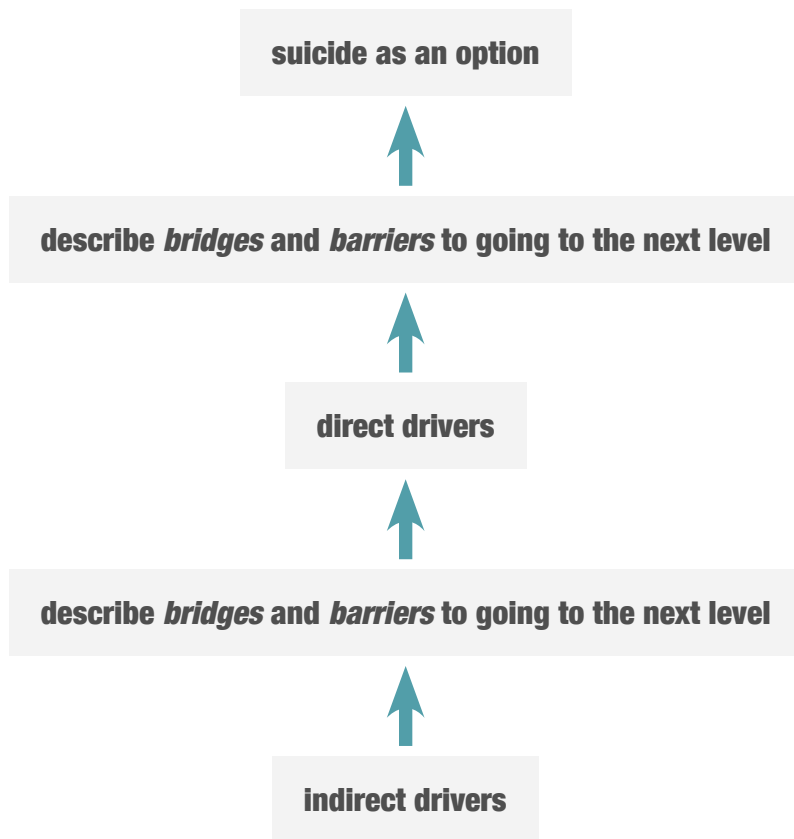 suicide as an option
describe bridges and barriers to going to the next level
direct drivers
describe bridges and barriers to going to the next level
indirect drivers